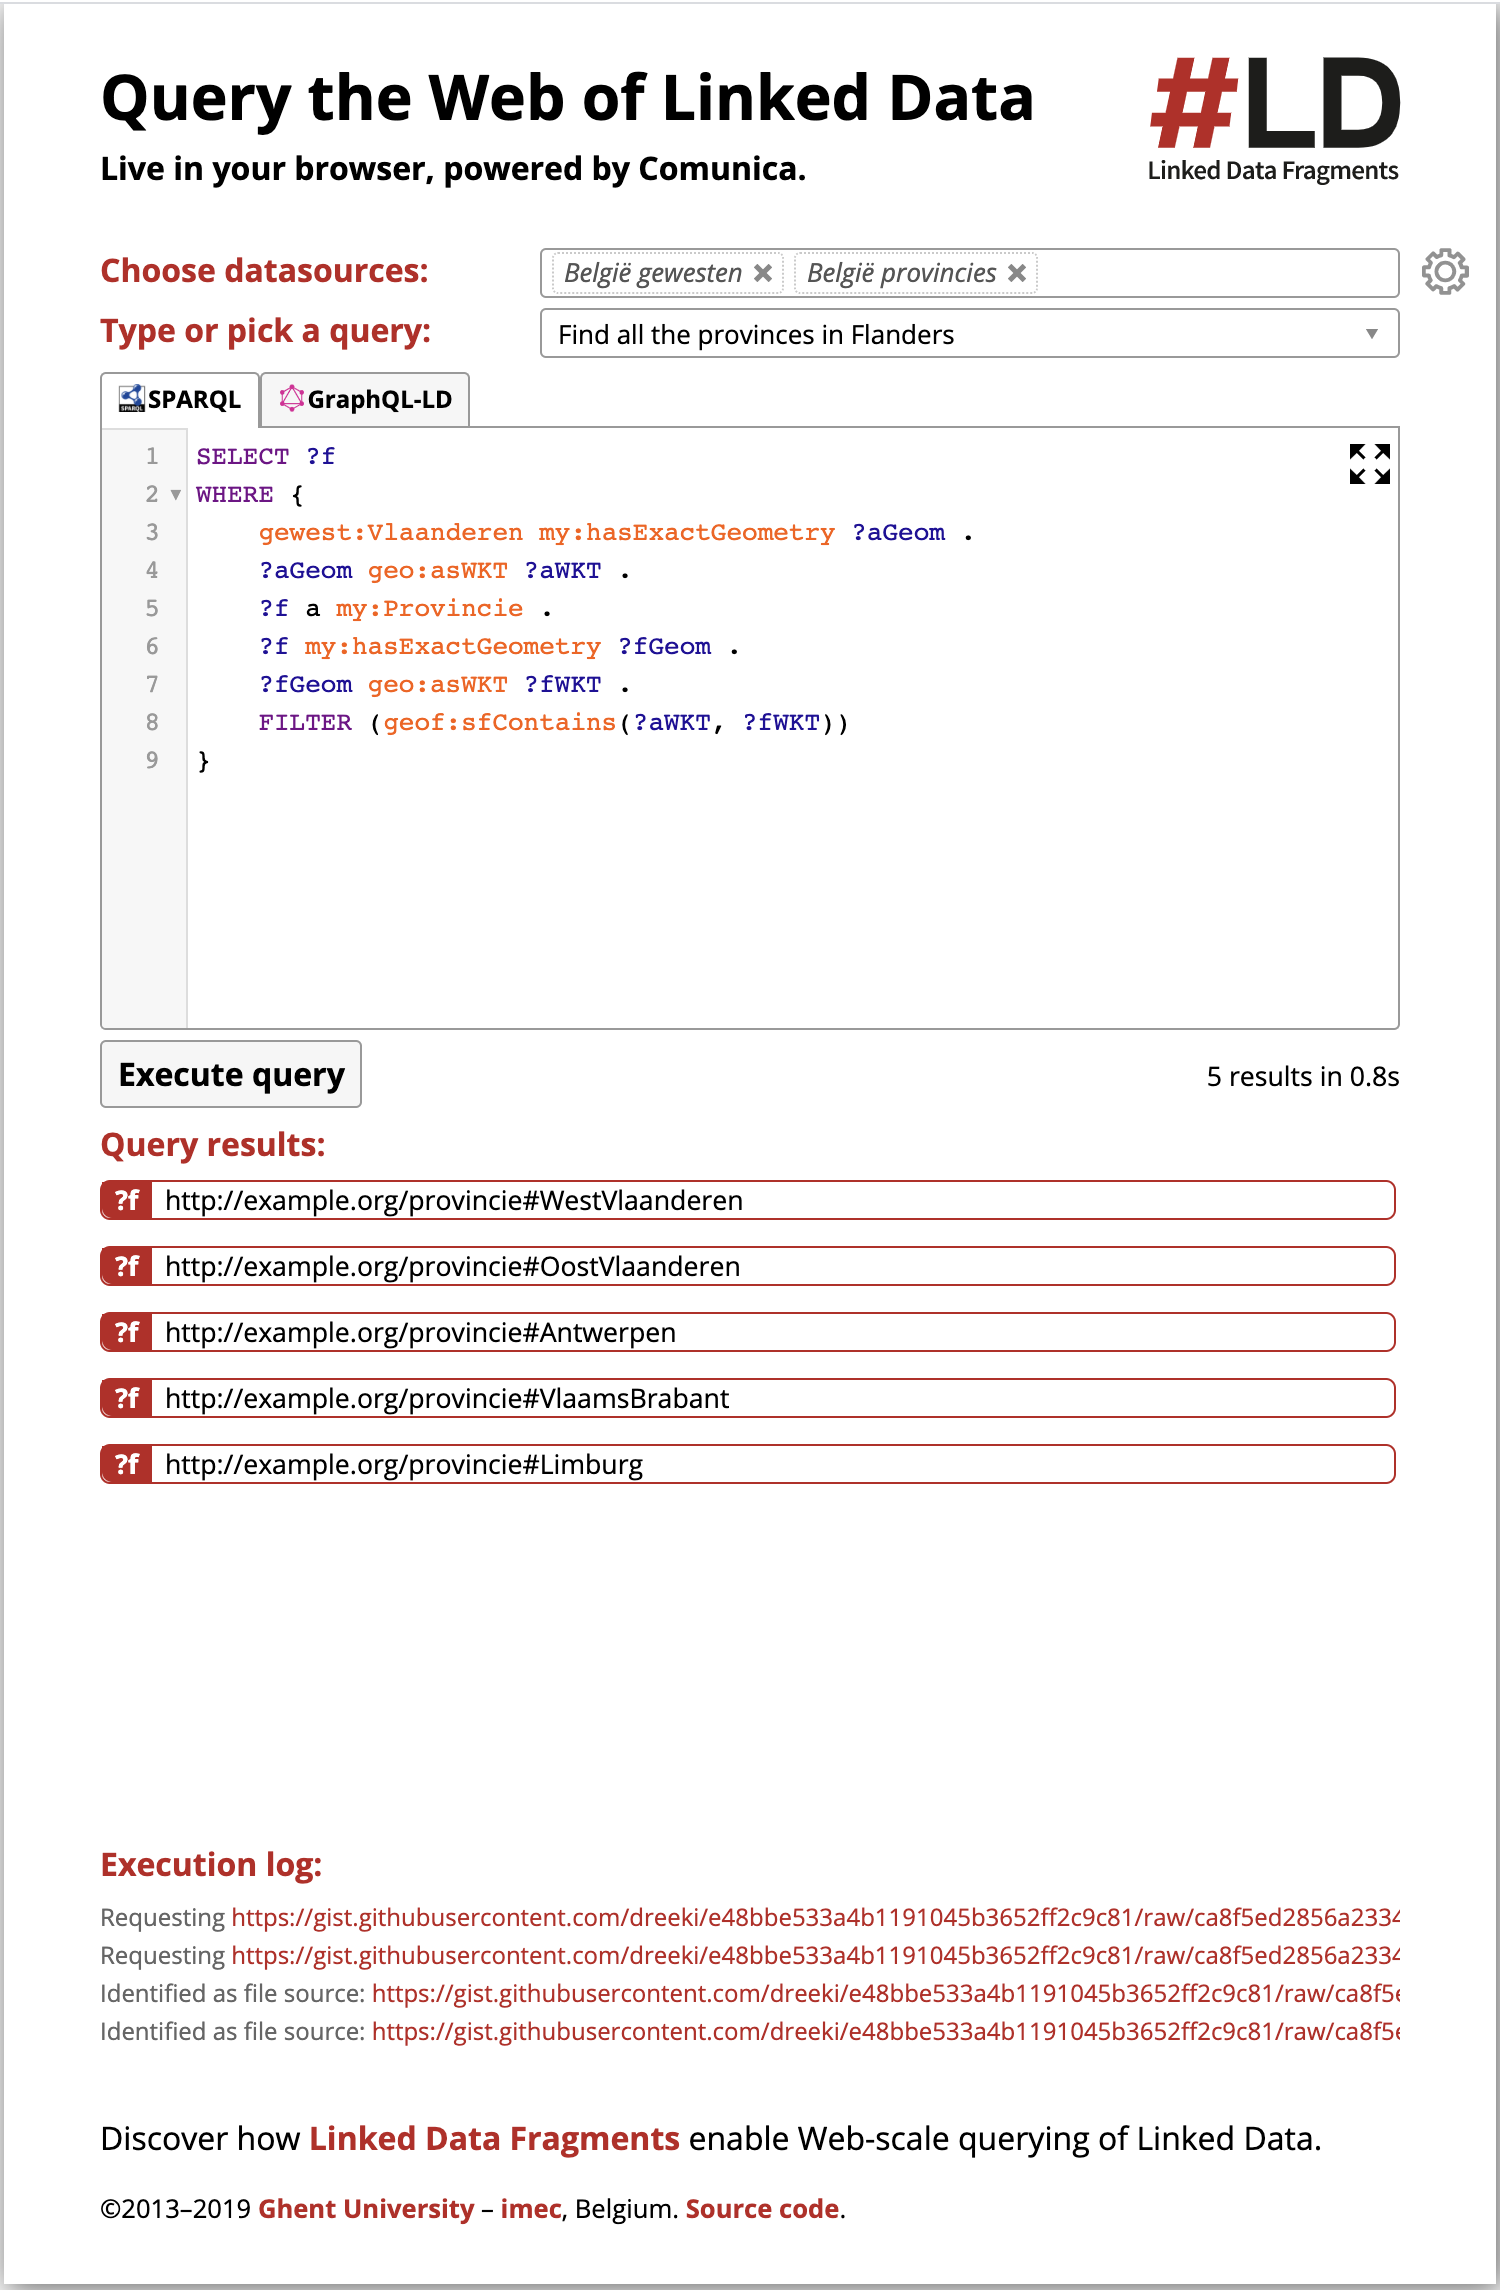 Query the Web of Linked Data
Live in your browser, powered by Comunica.
#LD
Linked Data Fragments
Choose datasources:
België gewesten ✖ België provincies ✖
Type or pick a query:
Find all the provinces in Flanders
SPARQL GraphQL-LD
1 SELECT ?f
2 WHERE {
3 gewest:Vlaanderen my:hasExactGeometry ?aGeom .
4 ?aGeom geo:asWKT ?aWKT .
5 ?f a my:Provincie .
6 ?f my:hasExactGeometry ?fGeom .
7 ?fGeom geo:asWKT ?fWKT .
8 FILTER (geof:sfContains(?aWKT, ?fWKT))
9 }
Execute query
5 results in 0.8s
Query results:
?f http://example.org/provincie#WestVlaanderen
?f http://example.org/provincie#OostVlaanderen
?f http://example.org/provincie#Antwerpen
?f http://example.org/provincie#VlaamsBrabant
?f http://example.org/provincie#Limburg
Execution log:
Requesting https://gist.githubusercontent.com/dreeki/e48bbe533a4b1191045b3652ff2c9c81/raw/ca8f5ed2856a2334
Requesting https://gist.githubusercontent.com/dreeki/e48bbe533a4b1191045b3652ff2c9c81/raw/ca8f5ed2856a2334
Identified as file source: https://gist.githubusercontent.com/dreeki/e48bbe533a4b1191045b3652ff2c9c81/raw/ca8f5e
Identified as file source: https://gist.githubusercontent.com/dreeki/e48bbe533a4b1191045b3652ff2c9c81/raw/ca8f5e
Discover how Linked Data Fragments enable Web-scale querying of Linked Data.
©2013–2019 Ghent University – imec, Belgium. Source code.